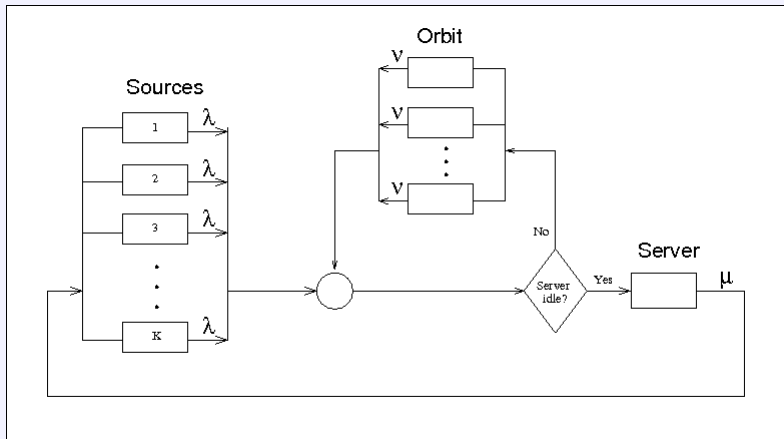 Orbit
Sources
ν
λ
1
ν
λ
2
ν
λ
3
No
Server
λ
K
Server
idle?
Yes
μ